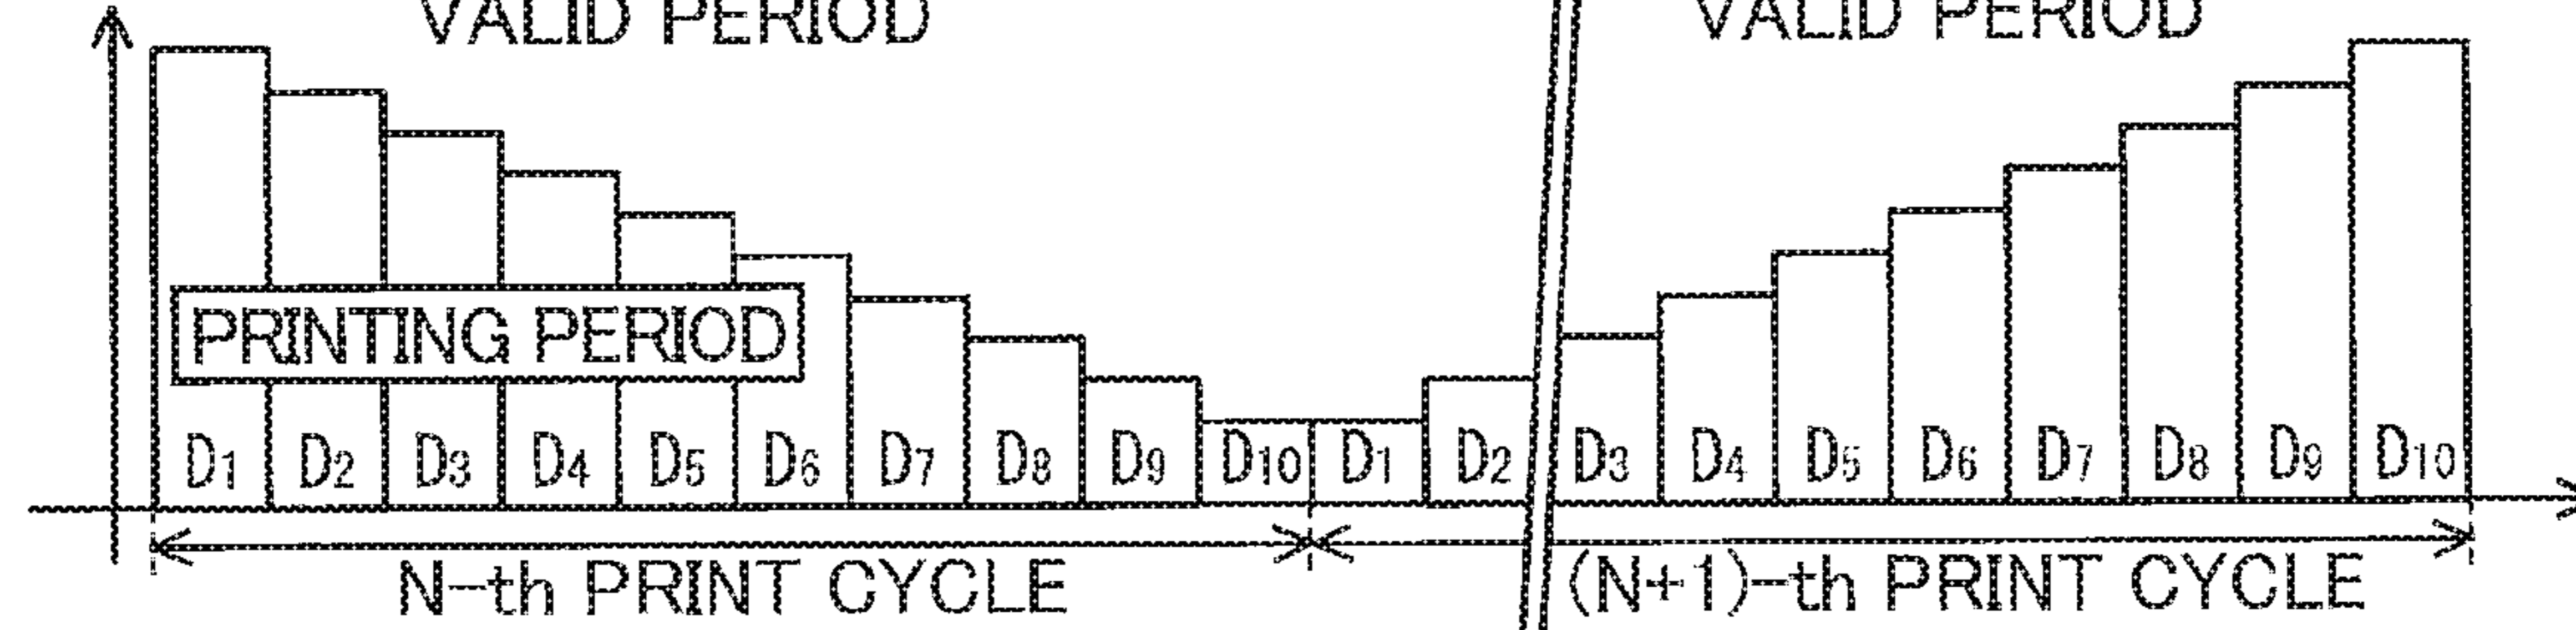 VALID PERIOD VALID PERIOD
PRINTING PERIOD
D1 D2 D3 D4 D5 D6 D7 D8 D9 D10 D1 D2 D3 D4 D5 D6 D7 D8 D9 D10
N-th PRINT CYCLE (N+1)-th PRINT CYCLE